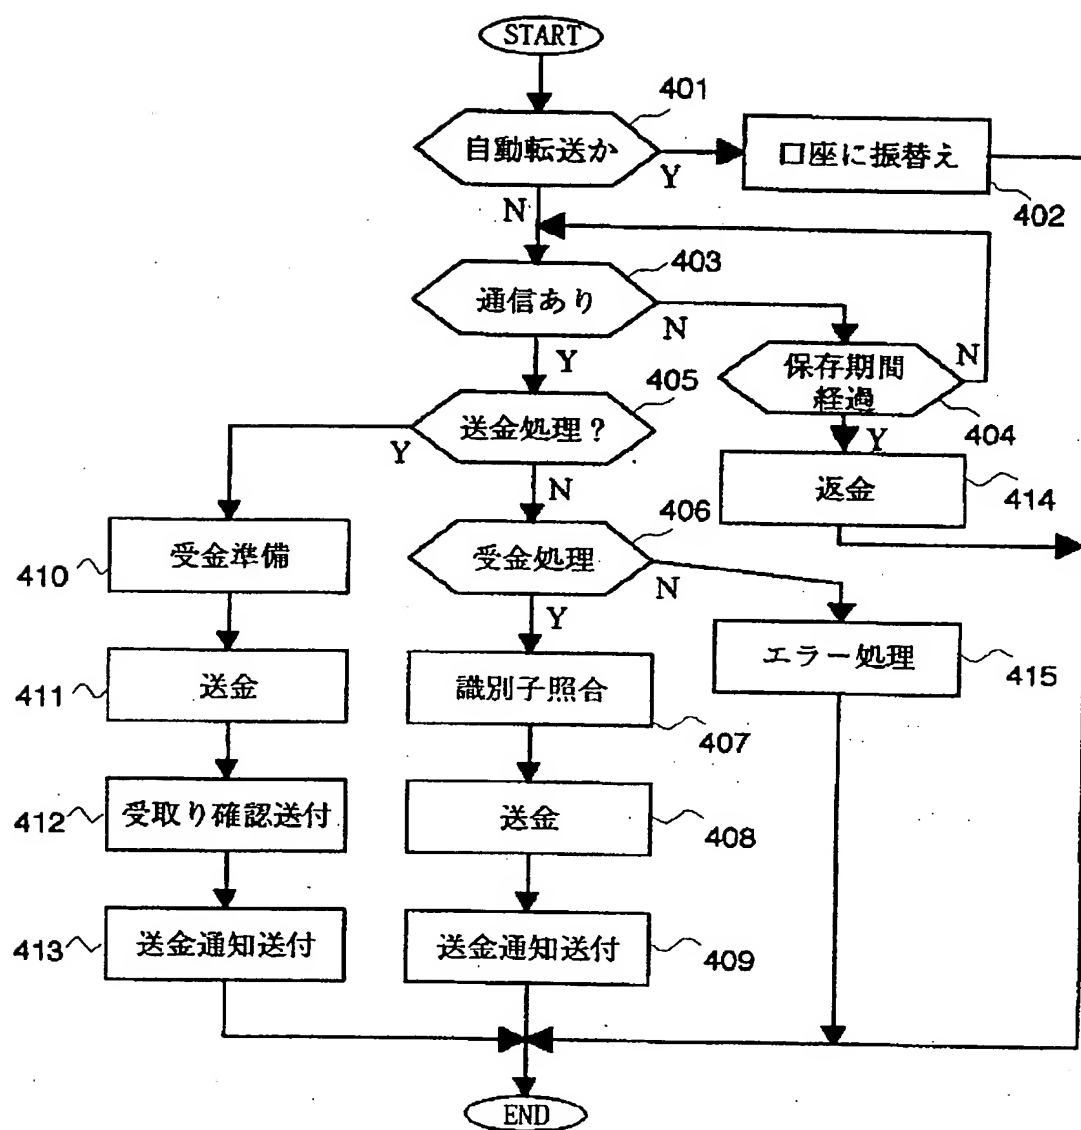 START
401
自動転送か
Y
口座に振替え
402
N
403
通信あり
N
Y
保存期間
経過
N
404
405
送金処理?
Y
Y
返金
414
N
406
受金準備
410
受金処理
N
Y
エラー処理
415
送金
411
識別子照合
407
受取り確認送付
412
送金
408
送金通知送付
413
送金通知送付
409
END